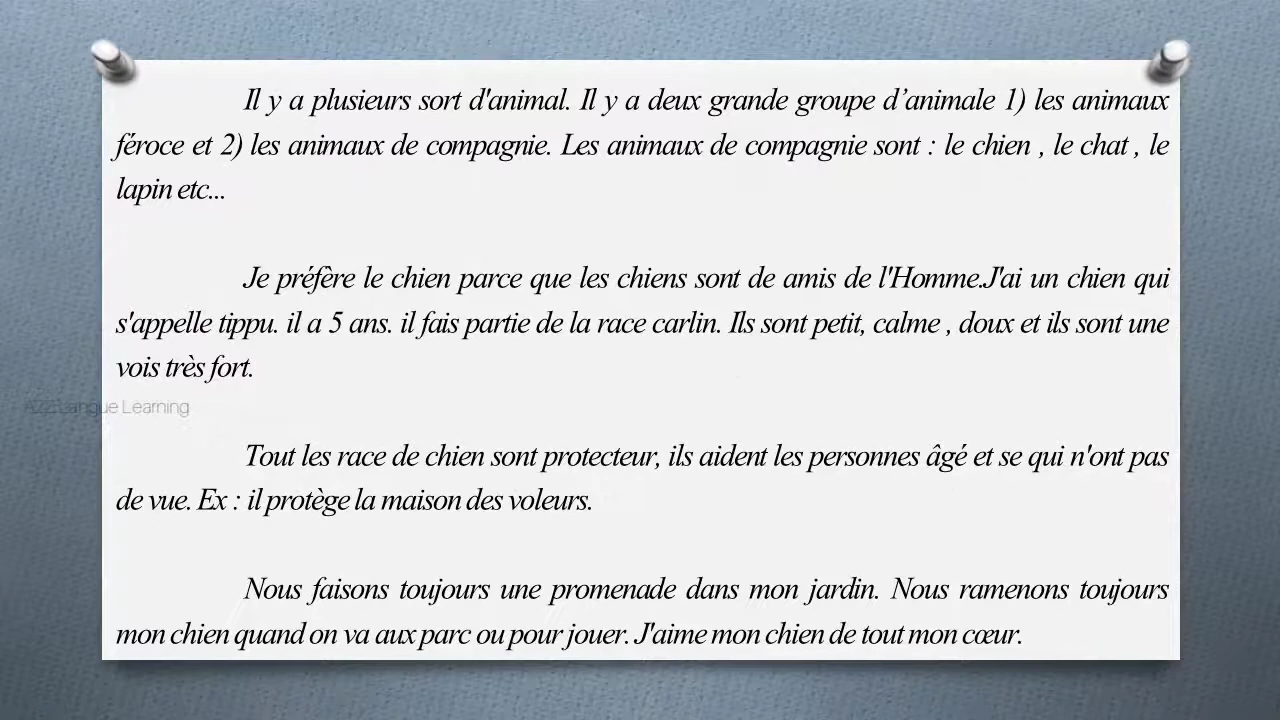 Il y a plusieurs sort d'animal. Il y a deux grande groupe d’animale 1) les animaux
féroce et 2) les animaux de compagnie. Les animaux de compagnie sont : le chien , le chat , le
lapin etc...
Je préfère le chien parce que les chiens sont de amis de l'Homme.J'ai un chien qui
s'appelle tippu. il a 5 ans. il fais partie de la race carlin. Ils sont petit, calme , doux et ils sont une
vois très fort.
A2Z Langue Learning
Tout les race de chien sont protecteur, ils aident les personnes âgé et se qui n'ont pas
de vue. Ex : il protège la maison des voleurs.
Nous faisons toujours une promenade dans mon jardin. Nous ramenons toujours
mon chien quand on va aux parc ou pour jouer. J'aime mon chien de tout mon cœur.